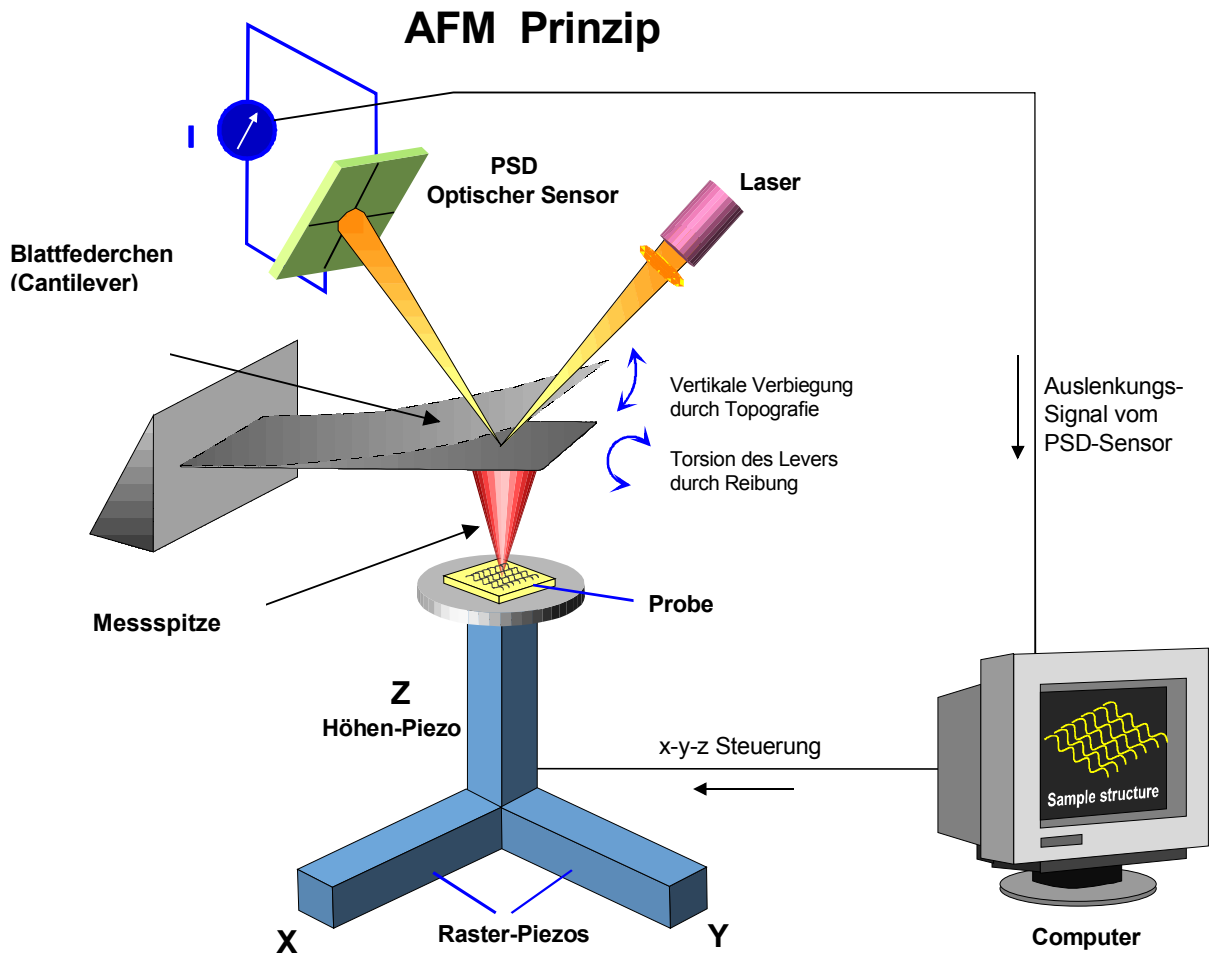 AFM Prinzip
I
PSD
Optischer Sensor
Laser
Blattfederchen
(Cantilever)
Vertikale Verbiegung
durch Topografie
Auslenkungs-
Signal vom
PSD-Sensor
Torsion des Levers
durch Reibung
Messspitze
Probe
Z
Höhen-Piezo
x-y-z Steuerung
Sample structure
X
Raster-Piezos
Y
Computer